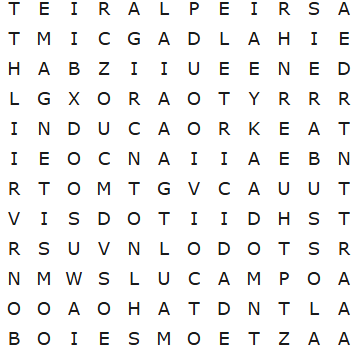 T E I R A L P E I R S A
T M I C G A D L A H I E
H A B Z I I U E E N E D
L G X O R A O T Y R R R
I N D U C A O R K E A T
I E O C N A I I A E B N
R T O M T G V C A U U T
V I S D O T I I D H S T
R S U V N L O D O T S R
N M W S L U C A M P O A
O O A O H A T D N T L A
B O I E S M O E T Z A A